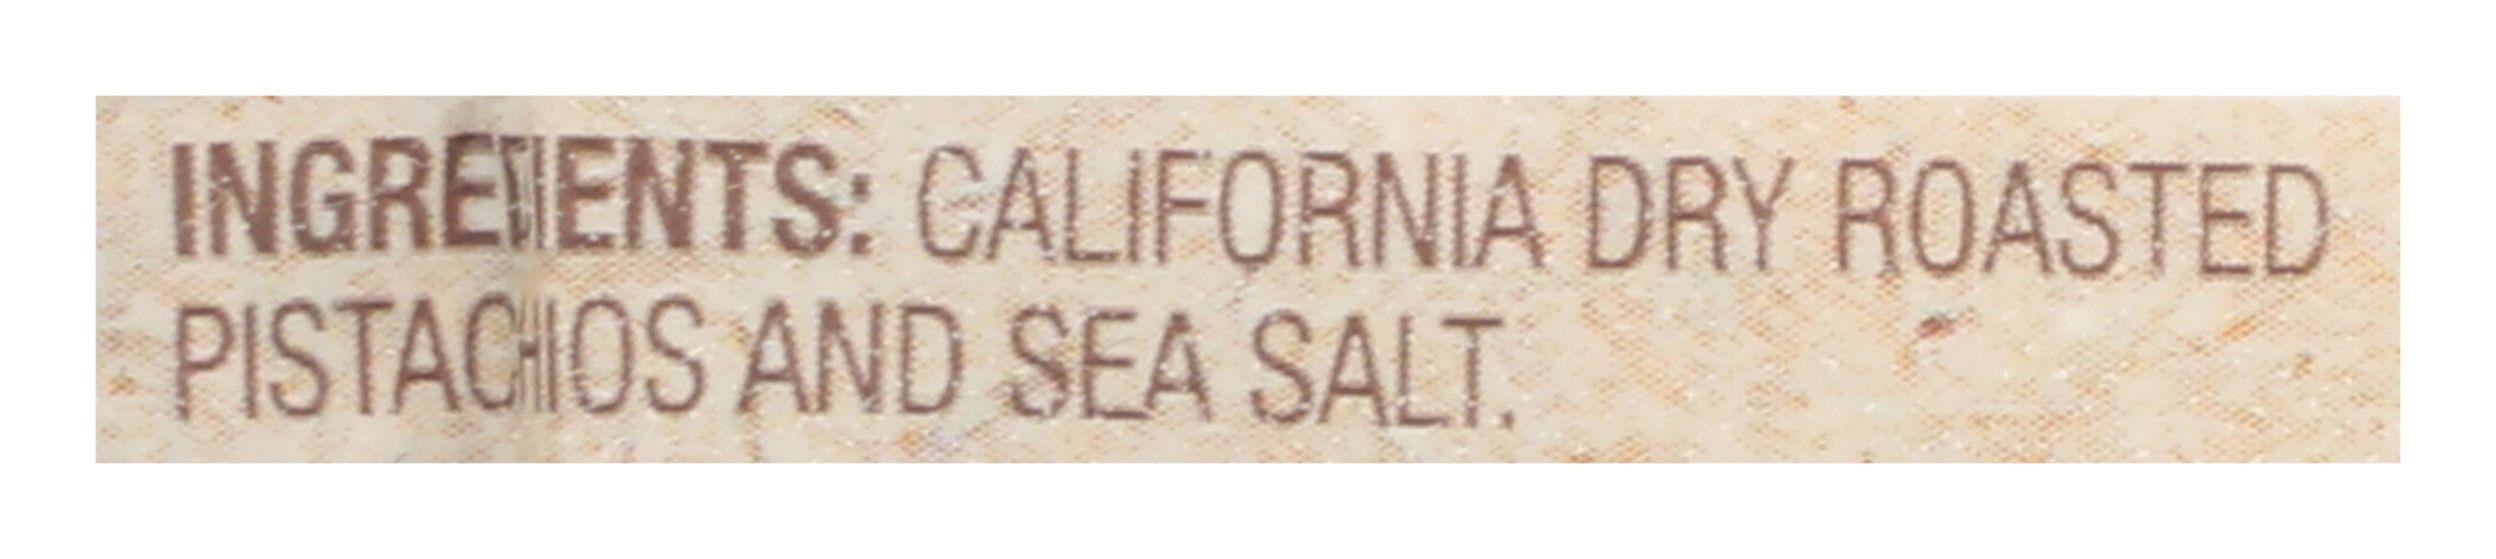 INGREDIENTS: CALIFORNIA DRY ROASTED
PISTACHIOS AND SEA SALT.